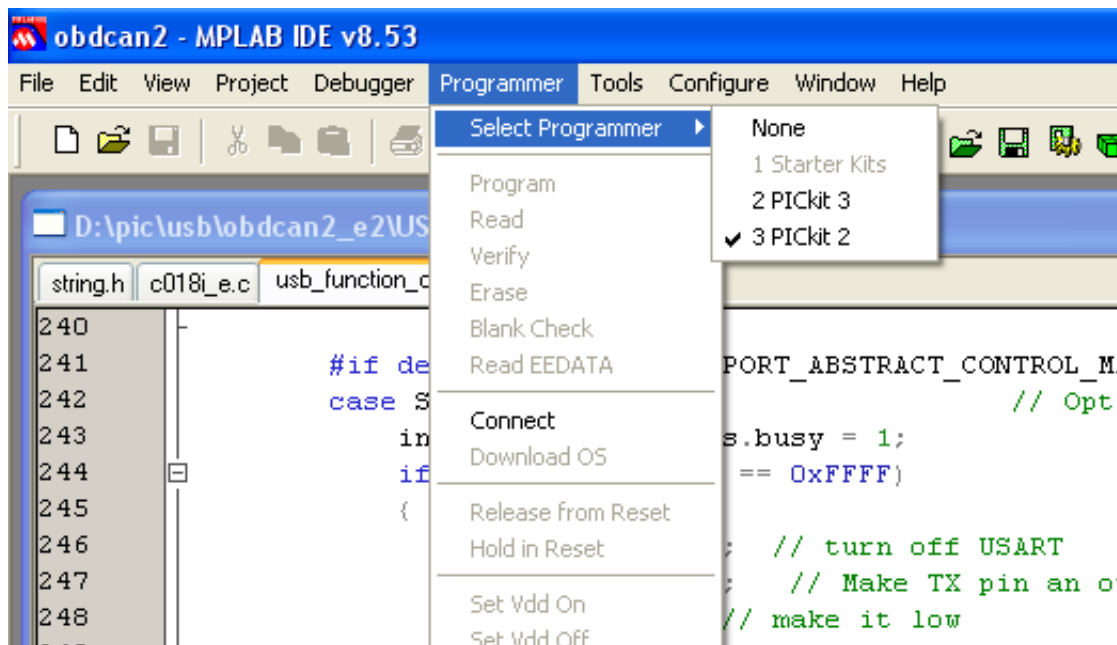 obdcan2 - MPLAB IDE v8.53
File Edit View Project Debugger Programmer Tools Configure Window Help
Select Programmer
None
1 Starter Kits
2 PICkit 3
3 PICkit 2
Program
Read
Verify
Erase
Blank Check
Read EEDATA
Connect
Download OS
Release from Reset
Hold in Reset
Set Vdd On
Set Vdd Off
D:\pic\usb\obdcan2_e2\US
string.h c018i_e.c usb_function_c
240
241 #if de PORT_ABSTRACT_CONTROL_M
242 case S // Opt
243 in s.busy = 1;
244 if == 0xFFFF)
245 {
246 ; // turn off USART
247 ; // Make TX pin an o
248 // make it low